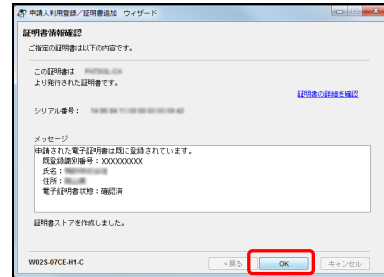 申請人利用登録／証明書追加 ウィザード
証明書情報確認
ご指定の証明書は以下の内容です。
この証明書は
より発行された証明書です。
証明書の詳細を確認
シリアル番号：
メッセージ
申請された電子証明書は既に登録されています。
既登録識別番号：XXXXXXXXX
氏名：
住所：
電子証明書状態：確認済
証明書ストアを作成しました。
W02S-07CE-H1-C
<戻る
OK
キャンセル